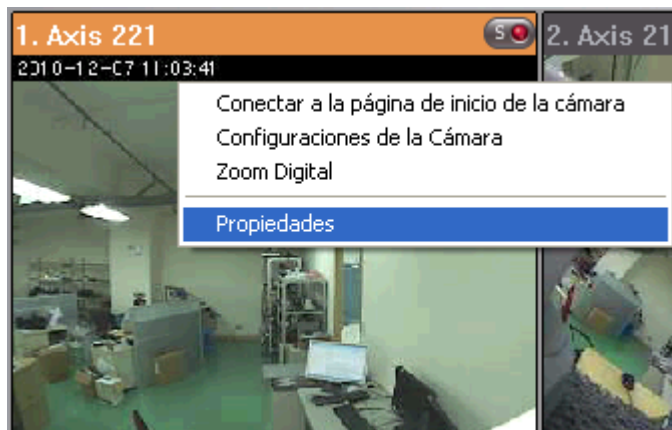 1. Axis 221
S
2. Axis 21
2010-12-07 11:03:41
Conectar a la página de inicio de la cámara
Configuraciones de la Cámara
Zoom Digital
Propiedades